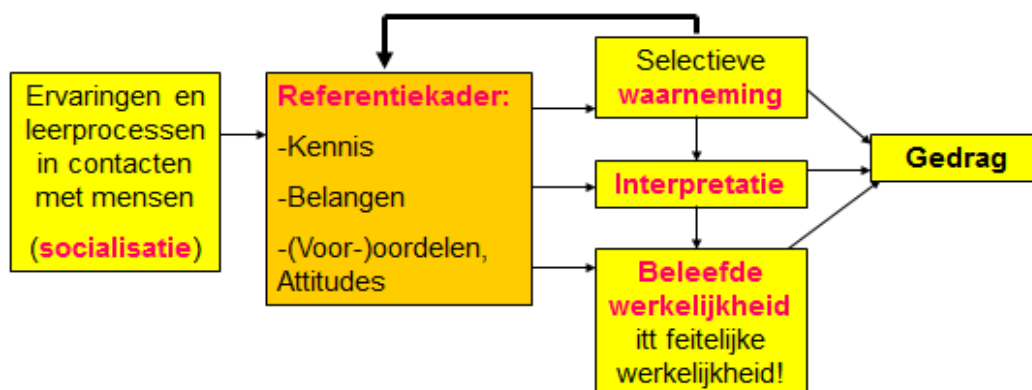 Ervaringen en
leerprocessen
in contacten
met mensen
(socialisatie)
Referentiekader:
-Kennis
-Belangen
-(Voor-)oordelen,
Attitudes
Selectieve
waarneming
Interpretatie
Beleefde
werkelijkheid
itt feitelijke
werkelijkheid!
Gedrag